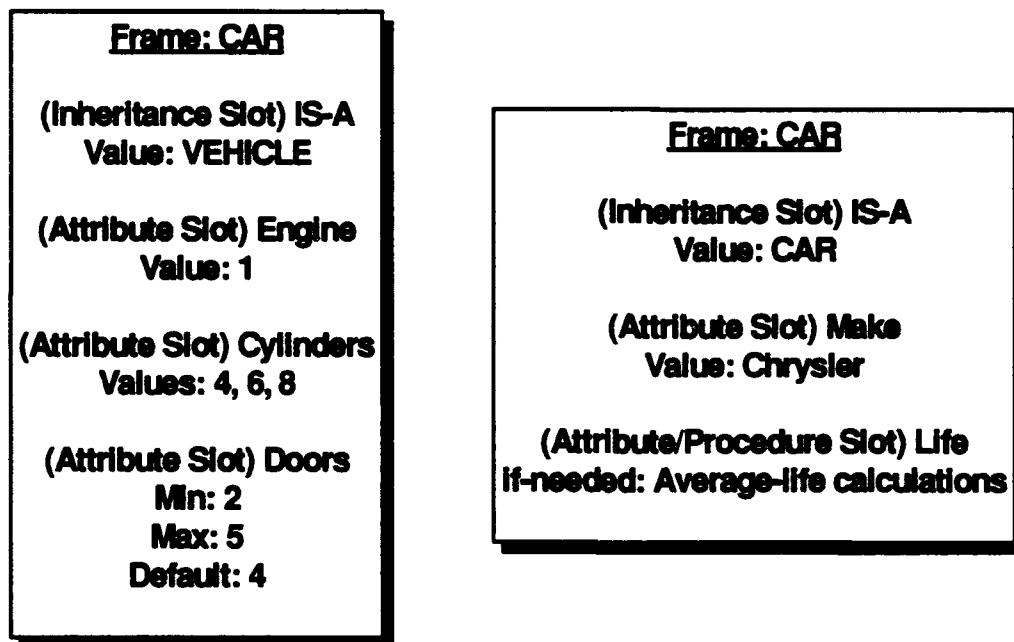 Frame: CAR
(Inheritance Slot) IS-A
Value: VEHICLE
(Attribute Slot) Engine
Value: 1
(Attribute Slot) Cylinders
Values: 4, 6, 8
(Attribute Slot) Doors
Min: 2
Max: 5
Default: 4
Frame: CAR
(Inheritance Slot) IS-A
Value: CAR
(Attribute Slot) Make
Value: Chrysler
(Attribute/Procedure Slot) Life
if-needed: Average-life calculations